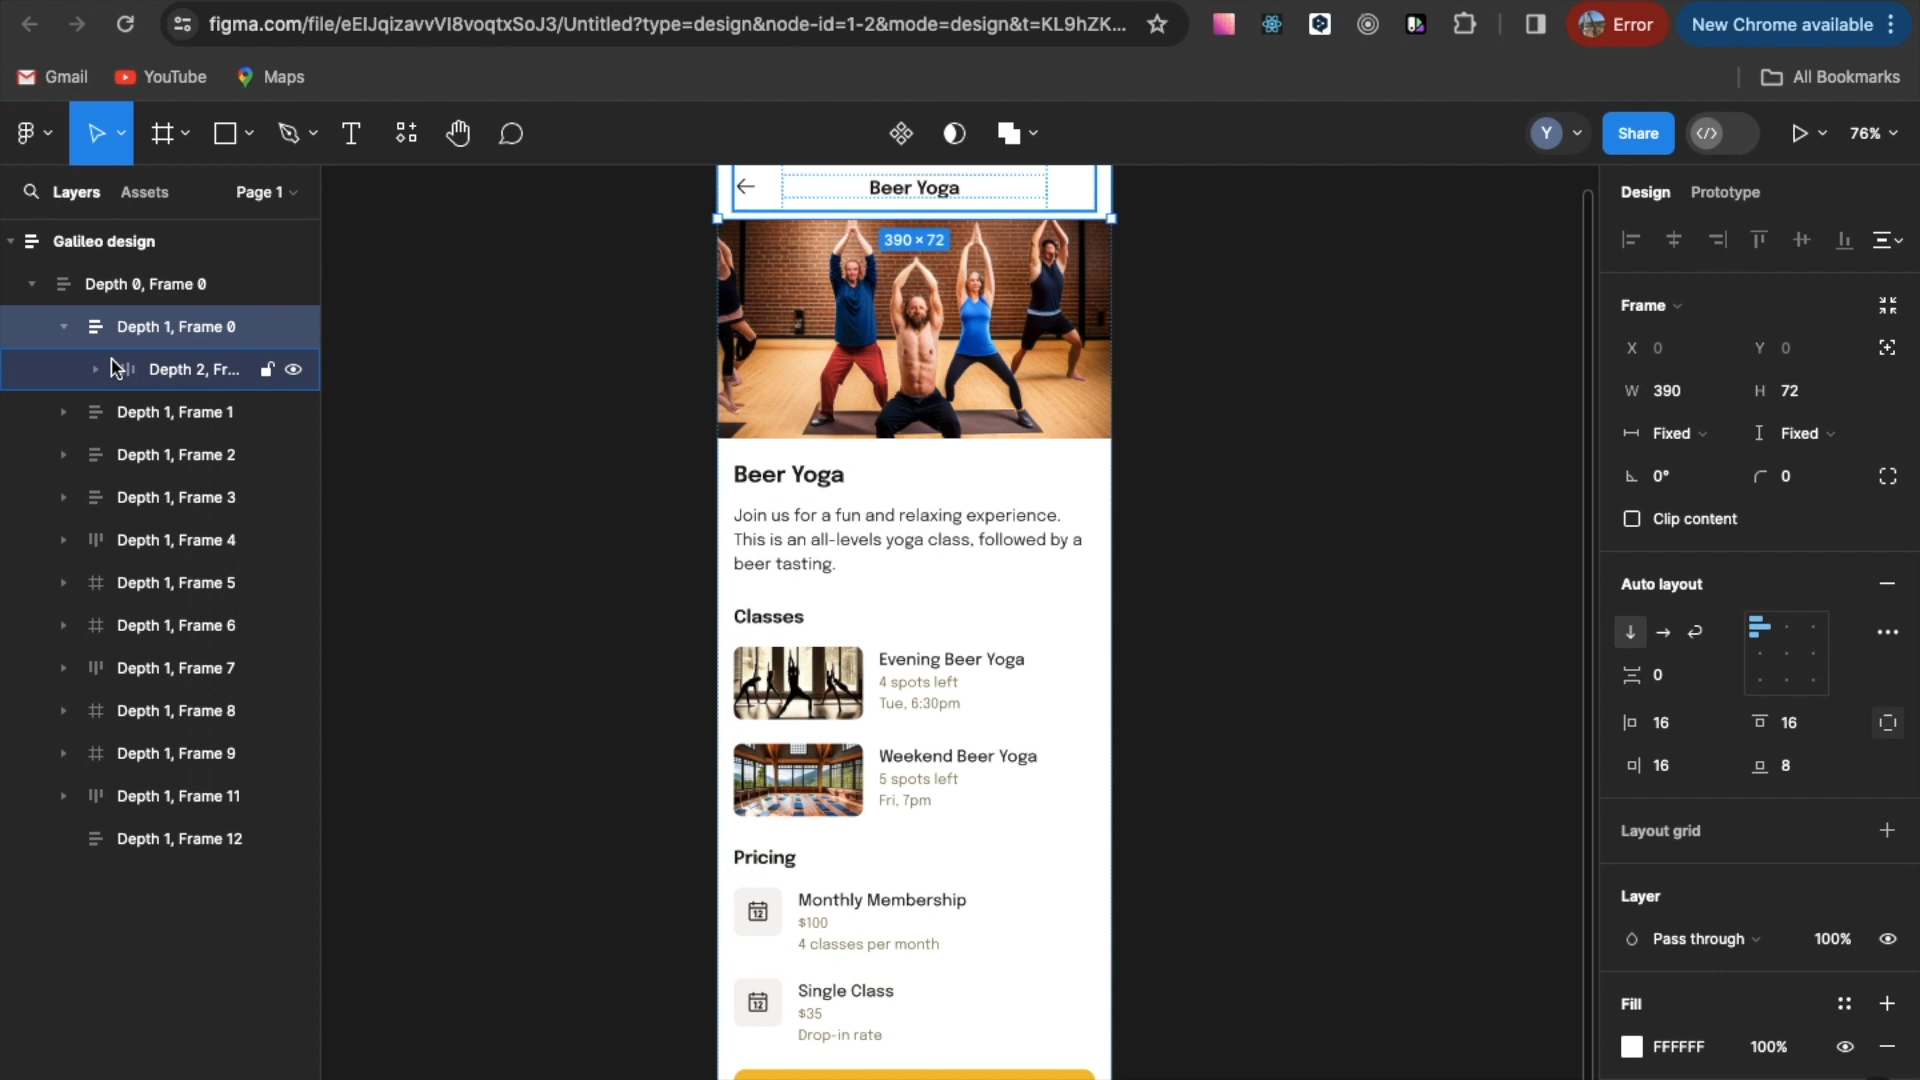 figma.com/file/eEIJqizavvVI8voqtxSoJ3/Untitled?type=design&node-id=1-2&mode=design&t=KL9hZK...
Error
New Chrome available
Gmail
YouTube
Maps
All Bookmarks
Y
Share
76%
Layers
Assets
Page 1
Galileo design
Depth 0, Frame 0
Depth 1, Frame 0
Depth 2, Fr...
Depth 1, Frame 1
Depth 1, Frame 2
Depth 1, Frame 3
Depth 1, Frame 4
Depth 1, Frame 5
Depth 1, Frame 6
Depth 1, Frame 7
Depth 1, Frame 8
Depth 1, Frame 9
Depth 1, Frame 11
Depth 1, Frame 12
Beer Yoga
390 × 72
Beer Yoga
Join us for a fun and relaxing experience.
This is an all-levels yoga class, followed by a
beer tasting.
Classes
Evening Beer Yoga
4 spots left
Tue, 6:30pm
Weekend Beer Yoga
5 spots left
Fri, 7pm
Pricing
12
Monthly Membership
$100
4 classes per month
12
Single Class
$35
Drop-in rate
Design
Prototype
Frame
X 0
Y 0
W 390
H 72
Fixed
Fixed
0°
0
Clip content
Auto layout
0
16
16
16
8
Layout grid
Layer
Pass through
100%
Fill
FFFFFF
100%